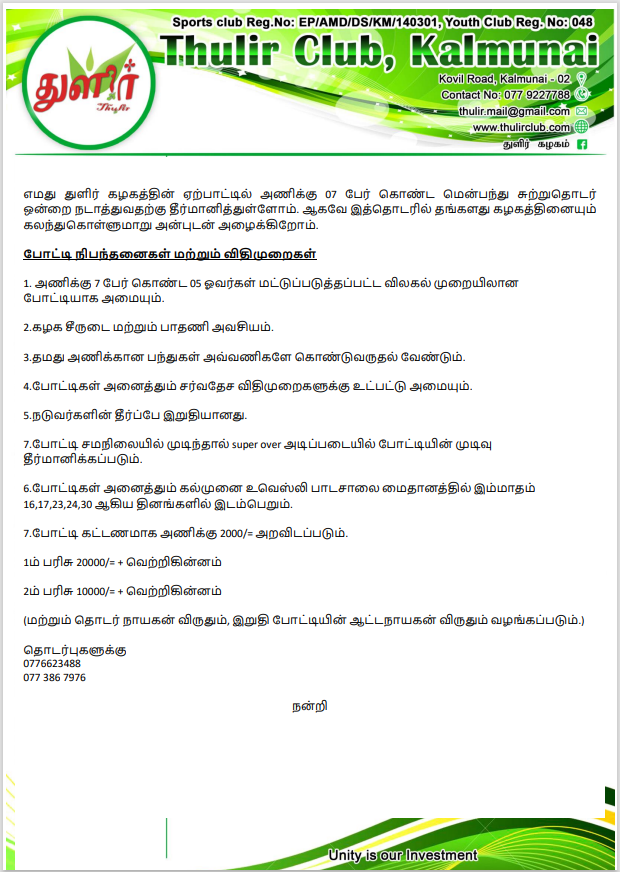 Sports club Reg.No: EP/AMD/DS/KM/140301, Youth Club Reg. No: 048
Thulir Club, Kalmunai
துளிர்
Thulir
Kovil Road, Kalmunai - 02
Contact No: 077 9227788
thulir.mail@gmail.com
www.thulirclub.com
துளிர் கழகம்
எமது துளிர் கழகத்தின் ஏற்பாட்டில் அணிக்கு 07 பேர் கொண்ட மென்பந்து சுற்றுதொடர்
ஒன்றை நடாத்துவதற்கு தீர்மானித்துள்ளோம். ஆகவே இத்தொடரில் தங்களது கழகத்தினையும்
கலந்துகொள்ளுமாறு அன்புடன் அழைக்கிறோம்.
போட்டி நிபந்தனைகள் மற்றும் விதிமுறைகள்
1. அணிக்கு 7 பேர் கொண்ட 05 ஓவர்கள் மட்டுப்படுத்தப்பட்ட விலகல் முறையிலான
போட்டியாக அமையும்.
2.கழக சீருடை மற்றும் பாதணி அவசியம்.
3.தமது அணிக்கான பந்துகள் அவ்வணிகளே கொண்டுவருதல் வேண்டும்.
4.போட்டிகள் அனைத்தும் சர்வதேச விதிமுறைகளுக்கு உட்பட்டு அமையும்.
5.நடுவர்களின் தீர்ப்பே இறுதியானது.
7.போட்டி சமநிலையில் முடிந்தால் super over அடிப்படையில் போட்டியின் முடிவு
தீர்மானிக்கப்படும்.
6.போட்டிகள் அனைத்தும் கல்முனை உவெஸ்லி பாடசாலை மைதானத்தில் இம்மாதம்
16,17,23,24,30 ஆகிய தினங்களில் இடம்பெறும்.
7.போட்டி கட்டணமாக அணிக்கு 2000/= அறவிடப்படும்.
1ம் பரிசு 20000/= + வெற்றிகின்னம்
2ம் பரிசு 10000/= + வெற்றிகின்னம்
(மற்றும் தொடர் நாயகன் விருதும், இறுதி போட்டியின் ஆட்டநாயகன் விருதும் வழங்கப்படும்.)
தொடர்புகளுக்கு
0776623488
077 386 7976
நன்றி
Unity is our Investment